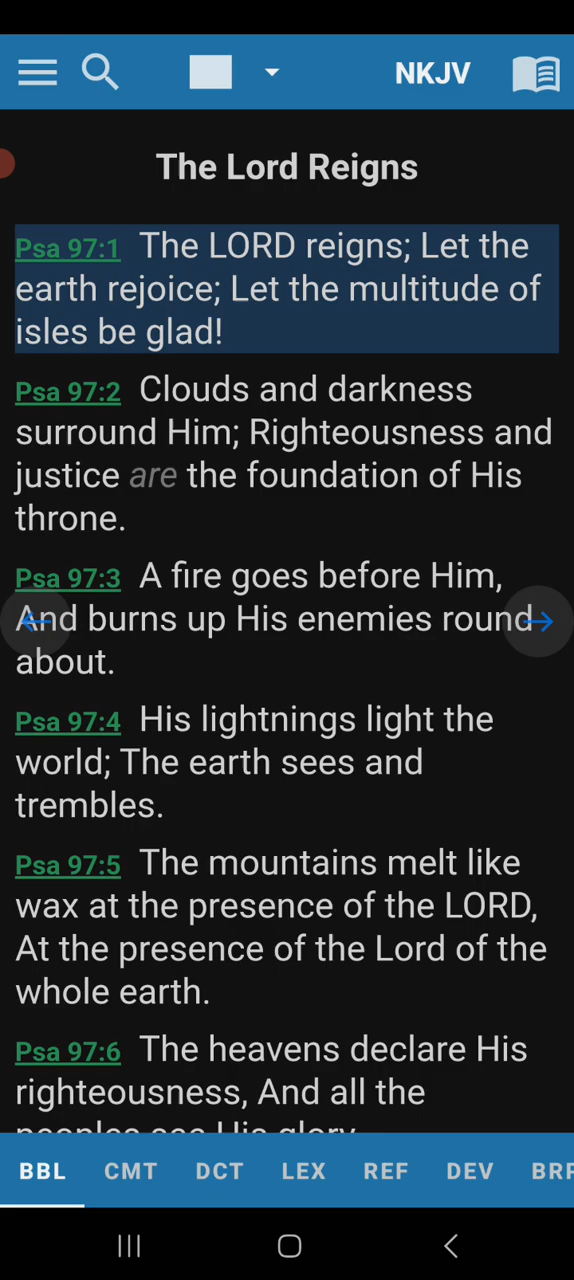 NKJV
The Lord Reigns
Psa 97:1 The LORD reigns; Let the
earth rejoice; Let the multitude of
isles be glad!
Psa 97:2 Clouds and darkness
surround Him; Righteousness and
justice are the foundation of His
throne.
Psa 97:3 A fire goes before Him,
And burns up His enemies round
about.
Psa 97:4 His lightnings light the
world; The earth sees and
trembles.
Psa 97:5 The mountains melt like
wax at the presence of the LORD,
At the presence of the Lord of the
whole earth.
Psa 97:6 The heavens declare His
righteousness, And all the
peoples see His glory.
BBL CMT DCT LEX REF DEV BRP